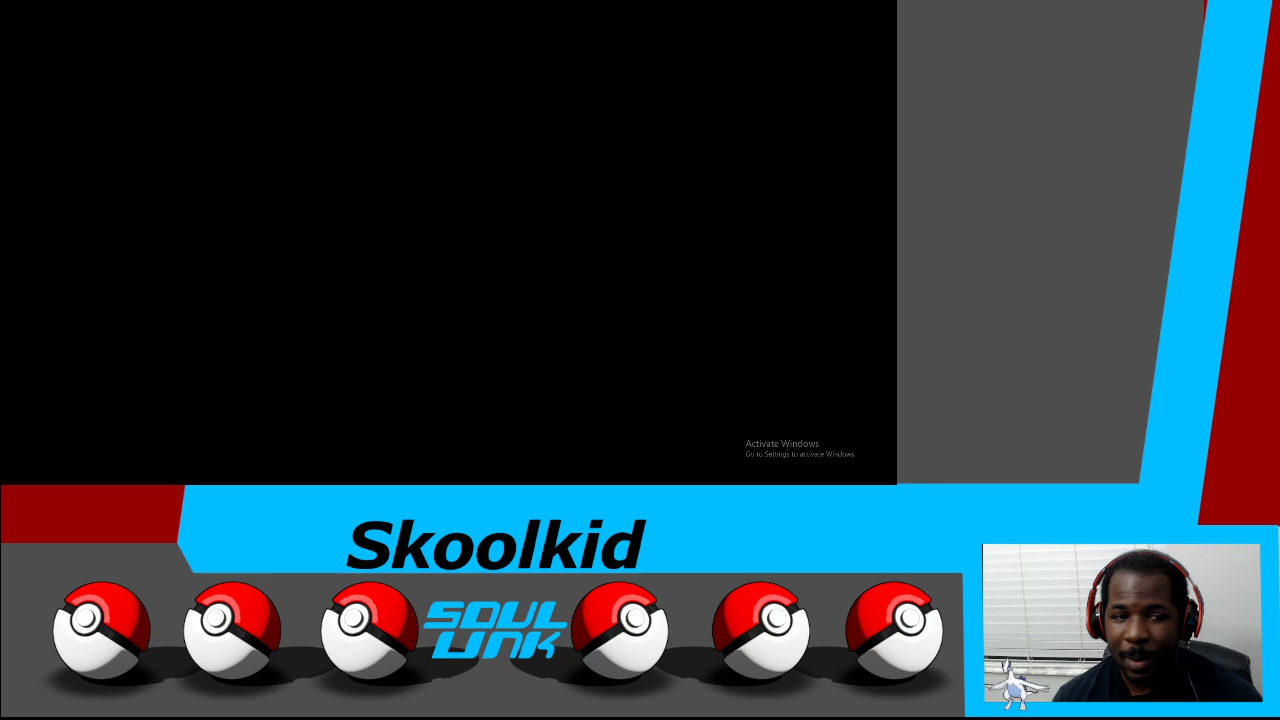 Activate Windows
Go to Settings to activate Windows.
Skoolkid
SOUL
LINK